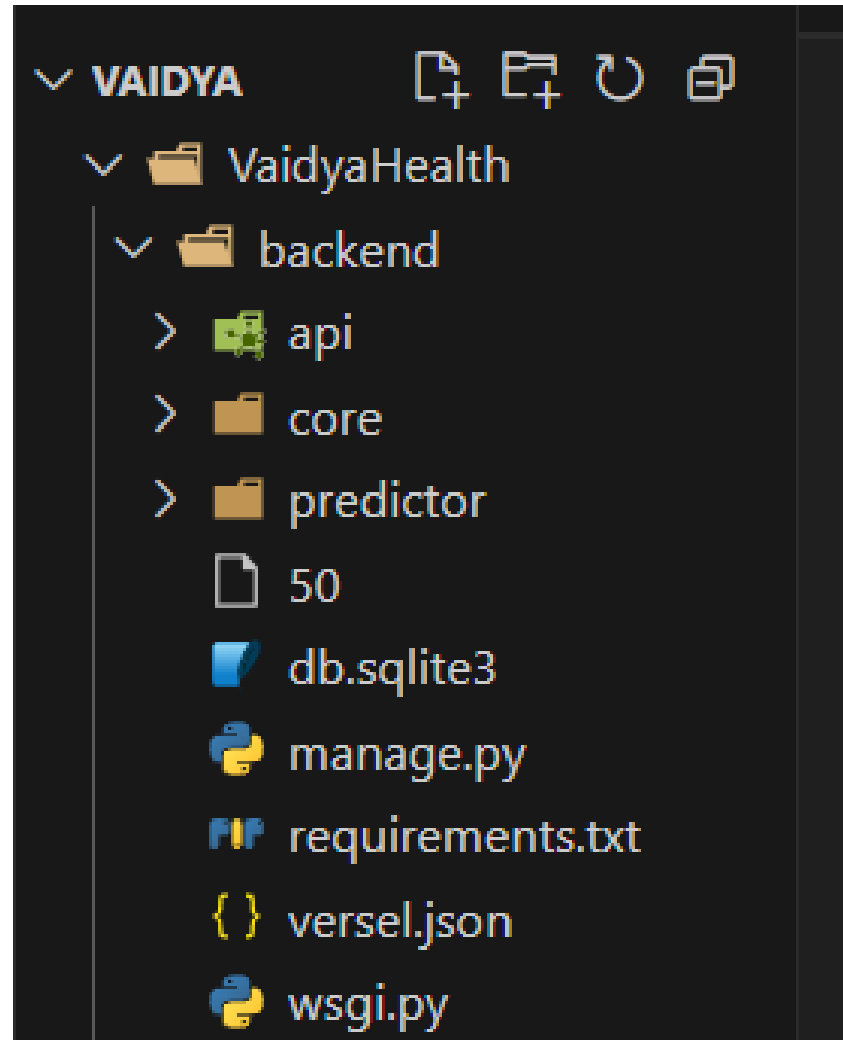 VAIDYA
VaidyaHealth
backend
api
core
predictor
50
db.sqlite3
manage.py
requirements.txt
versel.json
wsgi.py